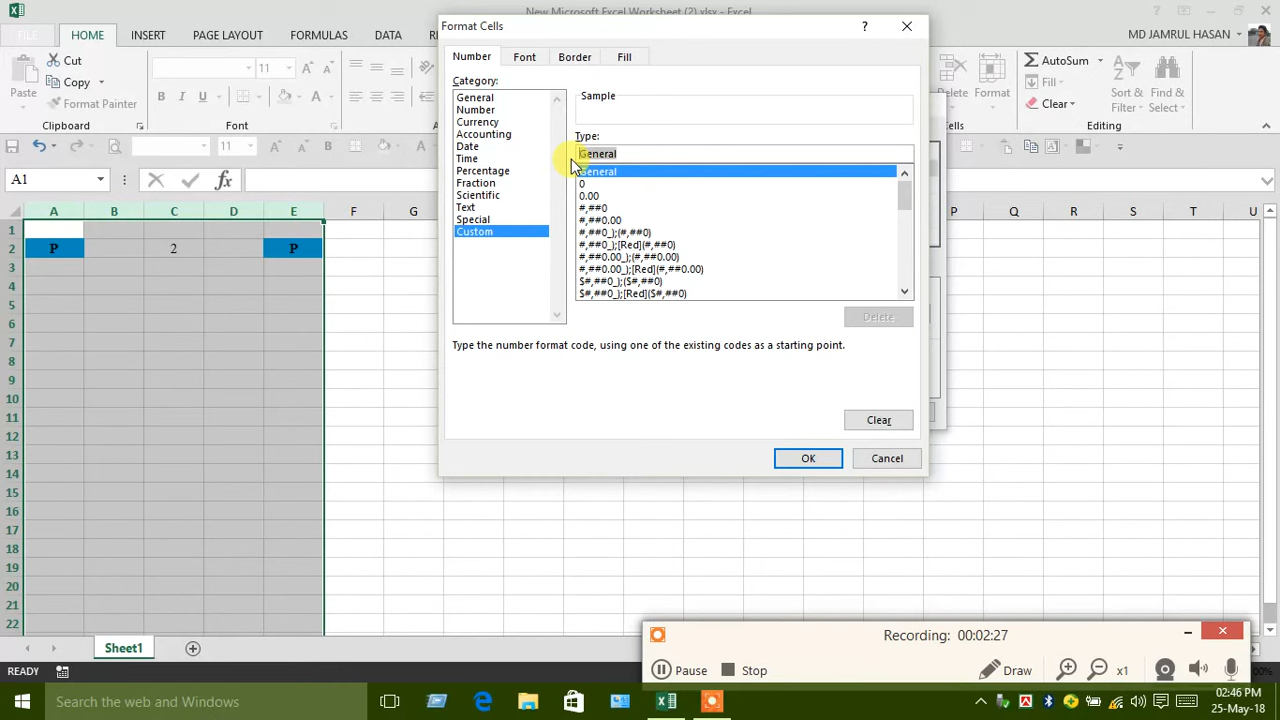 New Microsoft Excel Worksheet (2).xlsx - Excel
Format Cells
HOME INSERT PAGE LAYOUT FORMULAS DATA
MD JAMRUL HASAN
Cut
Copy
Format Painter
Paste
Clipboard
11
B I U
Font
AutoSum
Fill
Clear
Delete Format
Sort & Filter
Find & Select
Editing
Number Font Border Fill
Category:
General
Number
Currency
Accounting
Date
Time
Percentage
Fraction
Scientific
Text
Special
Custom
Sample
Type:
General
General
0
0.00
#,##0
#,##0.00
#,##0_);(#,##0)
#,##0_);[Red](#,##0)
#,##0.00_);(#,##0.00)
#,##0.00_);[Red](#,##0.00)
$#,##0_);($#,##0)
$#,##0_);[Red]($#,##0)
Delete
Type the number format code, using one of the existing codes as a starting point.
Clear
OK Cancel
11
A1
A B C D E F G P Q R S T U
1
2 P 2 P
3
4
5
6
7
8
9
10
11
12
13
14
15
16
17
18
19
20
21
22
Sheet1
READY
Recording: 00:02:27
Pause Stop Draw x1
Search the web and Windows
02:46 PM
25-May-18